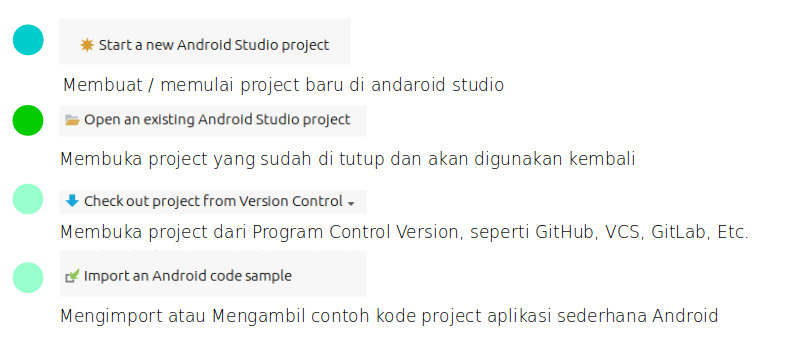 Start a new Android Studio project
Membuat / memulai project baru di andaroid studio
Open an existing Android Studio project
Membuka project yang sudah di tutup dan akan digunakan kembali
Check out project from Version Control
Membuka project dari Program Control Version, seperti GitHub, VCS, GitLab, Etc.
Import an Android code sample
Mengimport atau Mengambil contoh kode project aplikasi sederhana Android